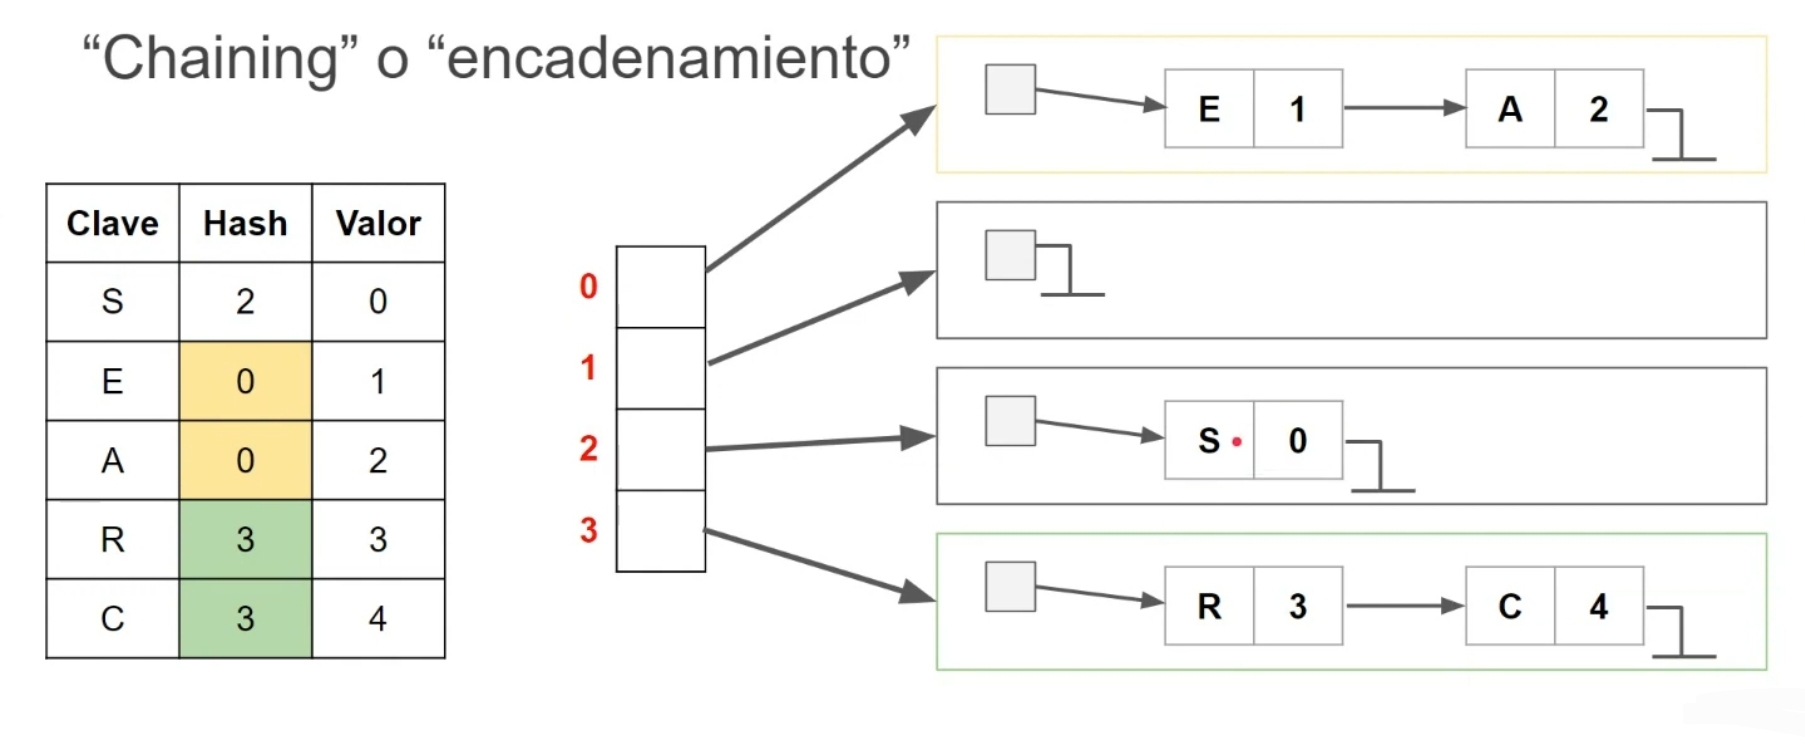 “Chaining” o “encadenamiento”
Clave Hash Valor
S 2 0
E 0 1
A 0 2
R 3 3
C 3 4
0
1
2
3
E 1 A 2
S 0
R 3 C 4